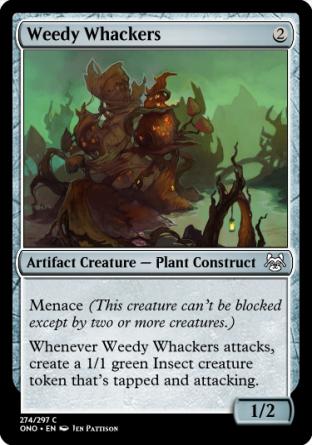 Weedy Whackers 2
Artifact Creature — Plant Construct
Menace (This creature can't be blocked
except by two or more creatures.)
Whenever Weedy Whackers attacks,
create a 1/1 green Insect creature
token that's tapped and attacking.
1/2
274/297 C
ONO • EN Jen Pattison